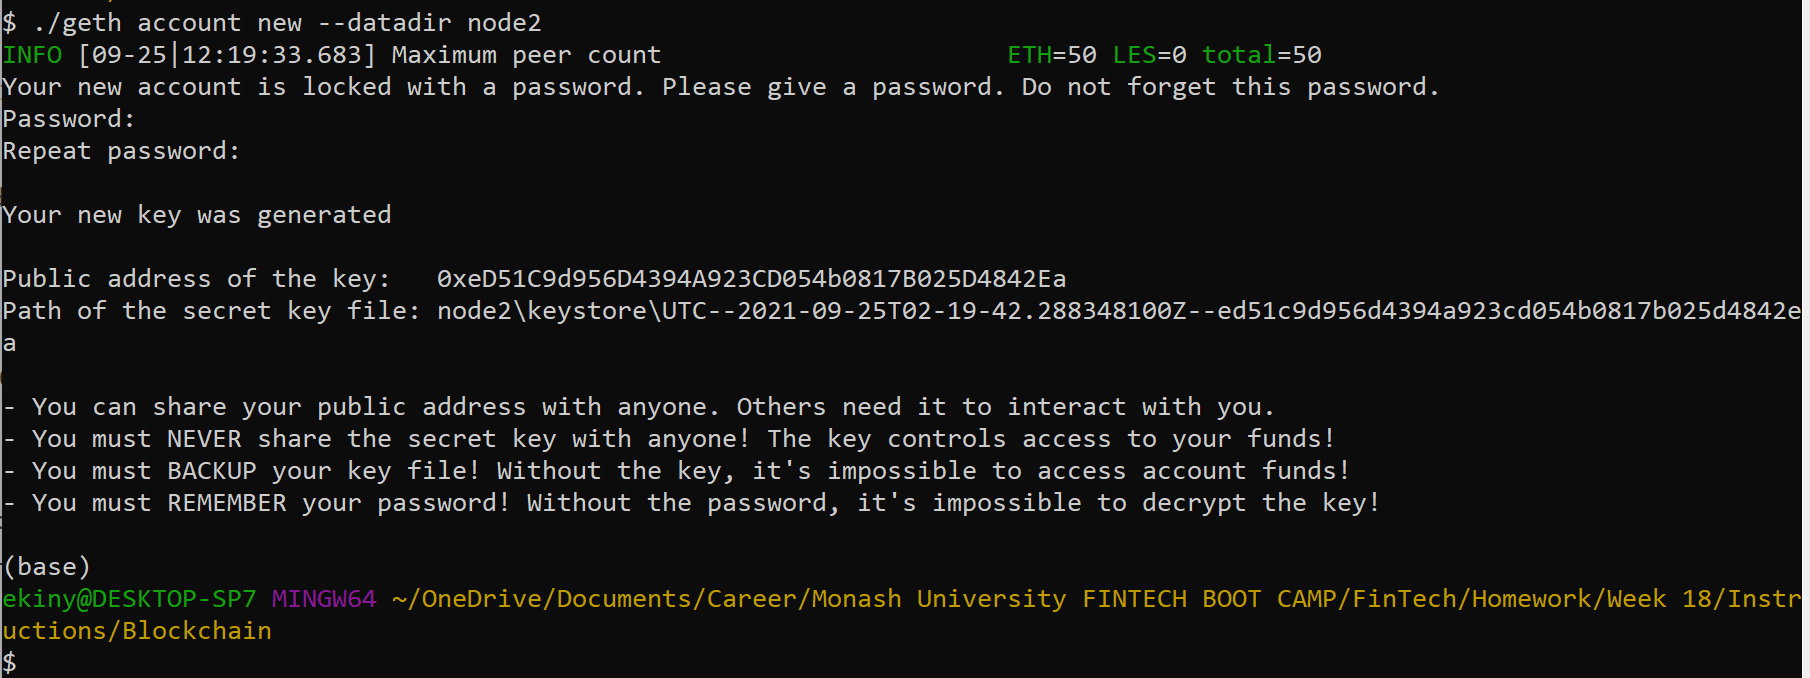 $ ./geth account new --datadir node2
INFO [09-25|12:19:33.683] Maximum peer count                       ETH=50 LES=0 total=50
Your new account is locked with a password. Please give a password. Do not forget this password.
Password:
Repeat password:
Your new key was generated
Public address of the key:   0xeD51C9d956D4394A923CD054b0817B025D4842Ea
Path of the secret key file: node2\keystore\UTC--2021-09-25T02-19-42.288348100Z--ed51c9d956d4394a923cd054b0817b025d4842e
a
- You can share your public address with anyone. Others need it to interact with you.
- You must NEVER share the secret key with anyone! The key controls access to your funds!
- You must BACKUP your key file! Without the key, it's impossible to access account funds!
- You must REMEMBER your password! Without the password, it's impossible to decrypt the key!
(base)
ekiny@DESKTOP-SP7 MINGW64 ~/OneDrive/Documents/Career/Monash University FINTECH BOOT CAMP/FinTech/Homework/Week 18/Instr
uctions/Blockchain
$